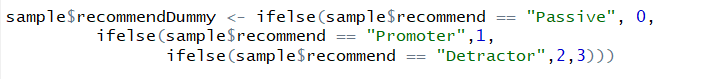 sample$recommendDummy <- ifelse(sample$recommend == "Passive", 0,
ifelse(sample$recommend == "Promoter",1,
ifelse(sample$recommend == "Detractor",2,3)))